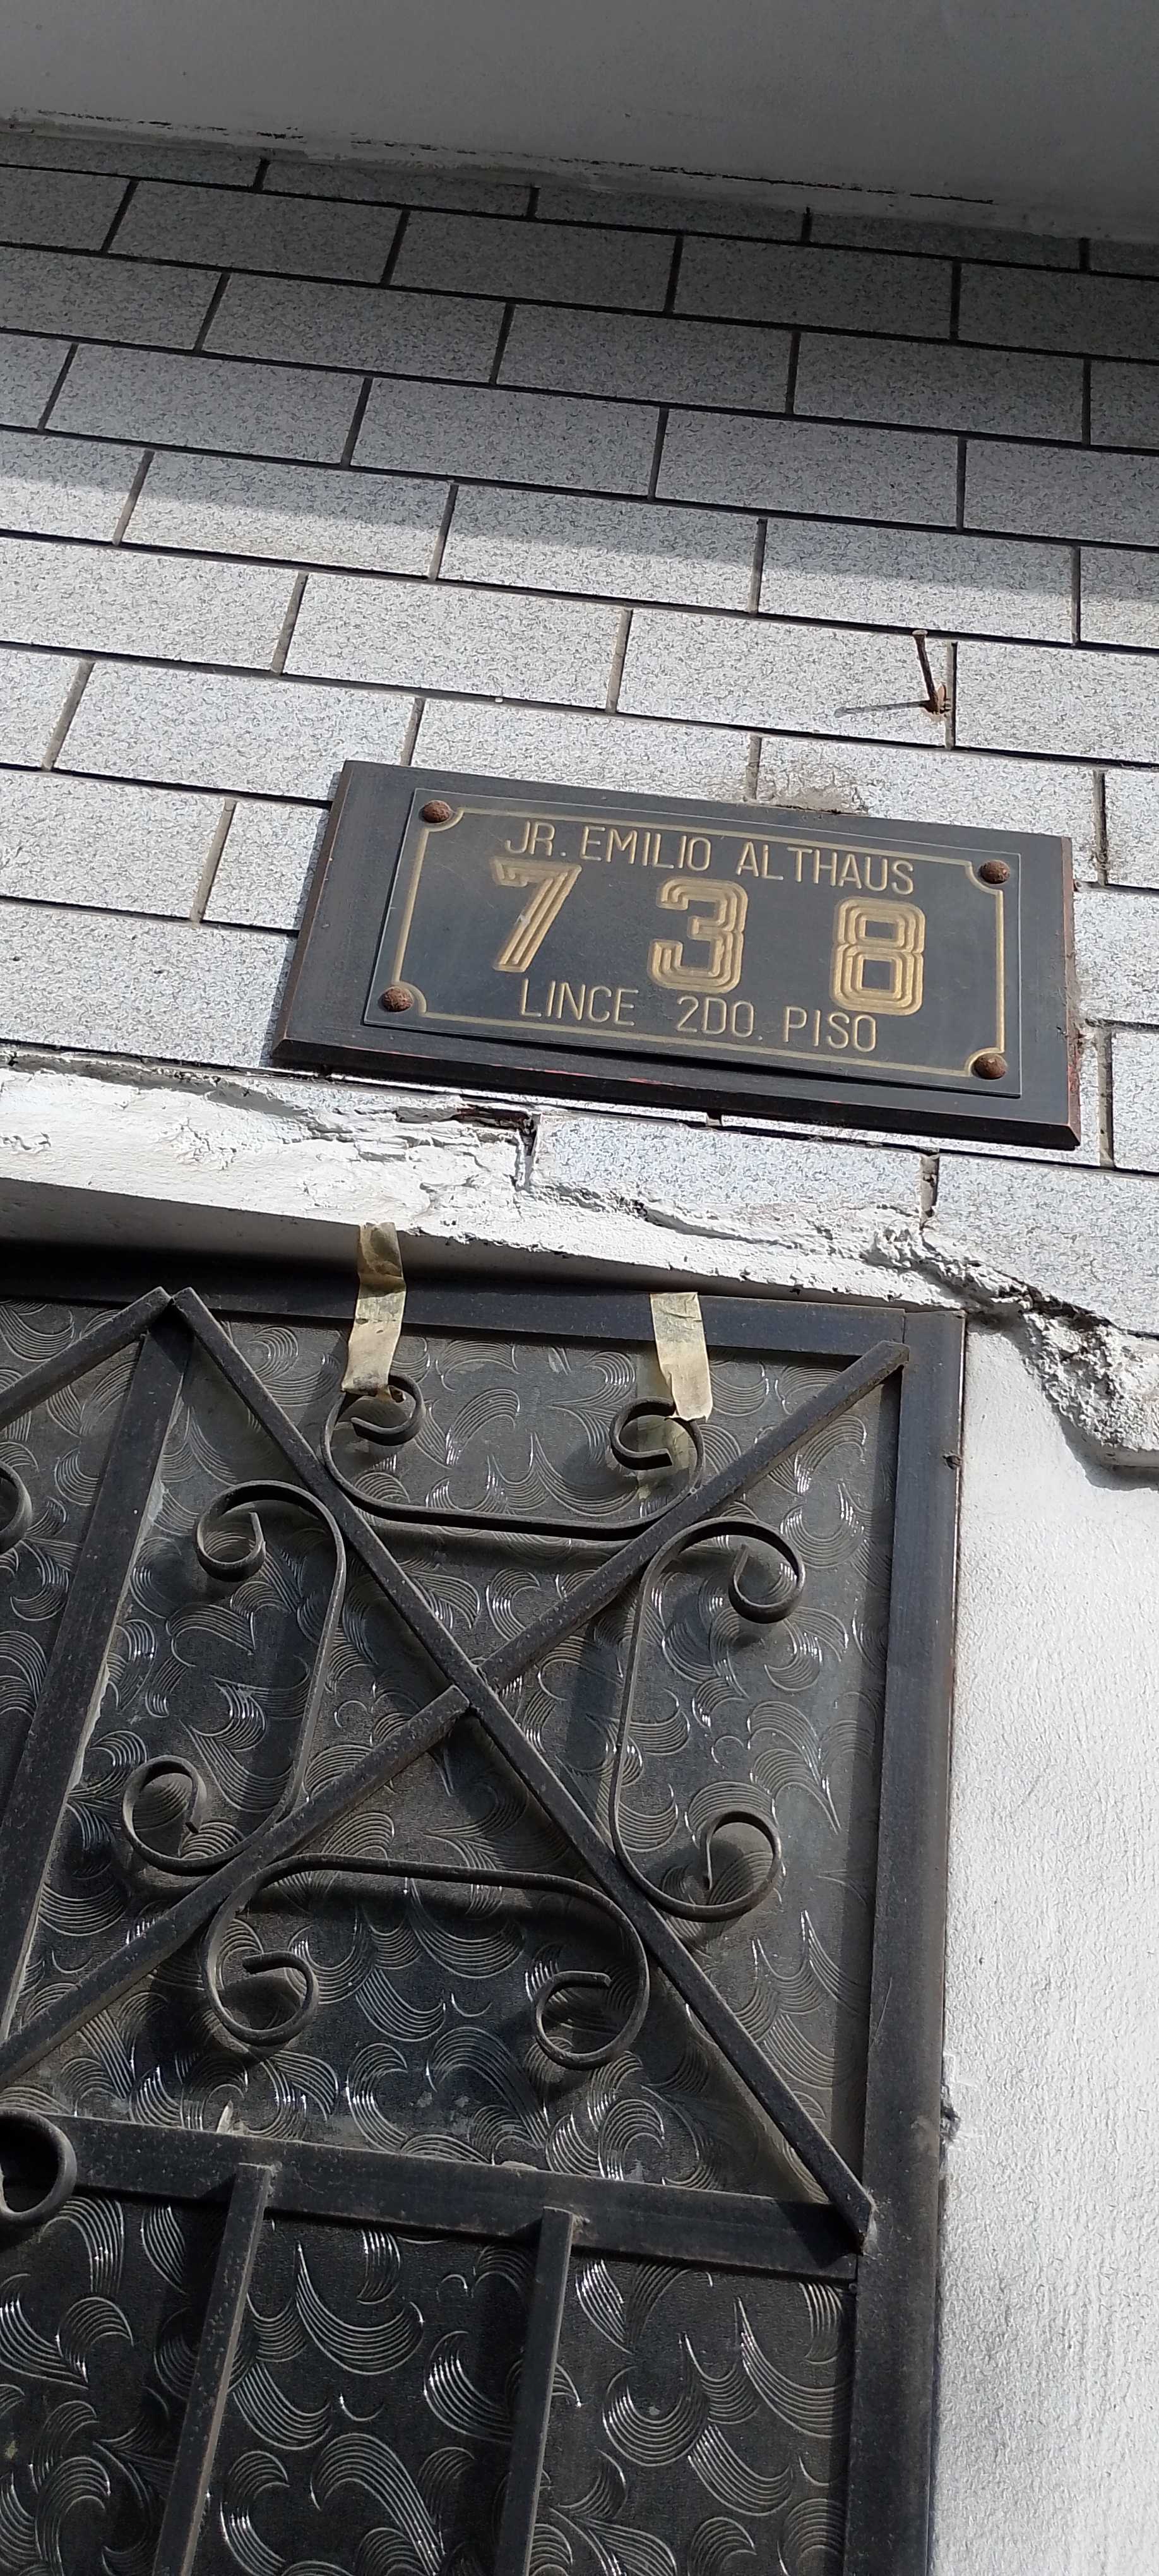 JR. EMILIO ALTHAUS
738
LINCE 2DO. PISO